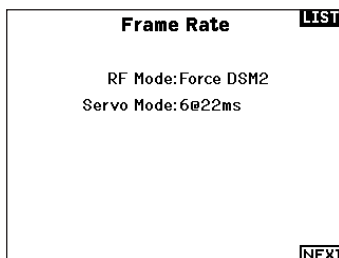 Frame Rate
LIST
RF Mode:Force DSM2
Servo Mode:6@22ms
NEXT